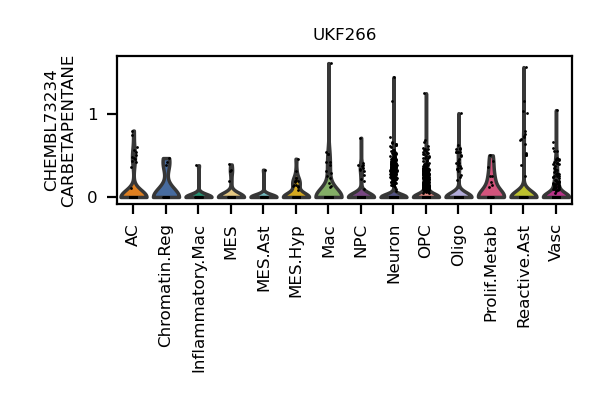 UKF266
CHEMBL73234
CARBETAPENTANE
1
0
AC
Chromatin.Reg
Inflammatory.Mac
MES
MES.Ast
MES.Hyp
Mac
NPC
Neuron
OPC
Oligo
Prolif.Metab
Reactive.Ast
Vasc